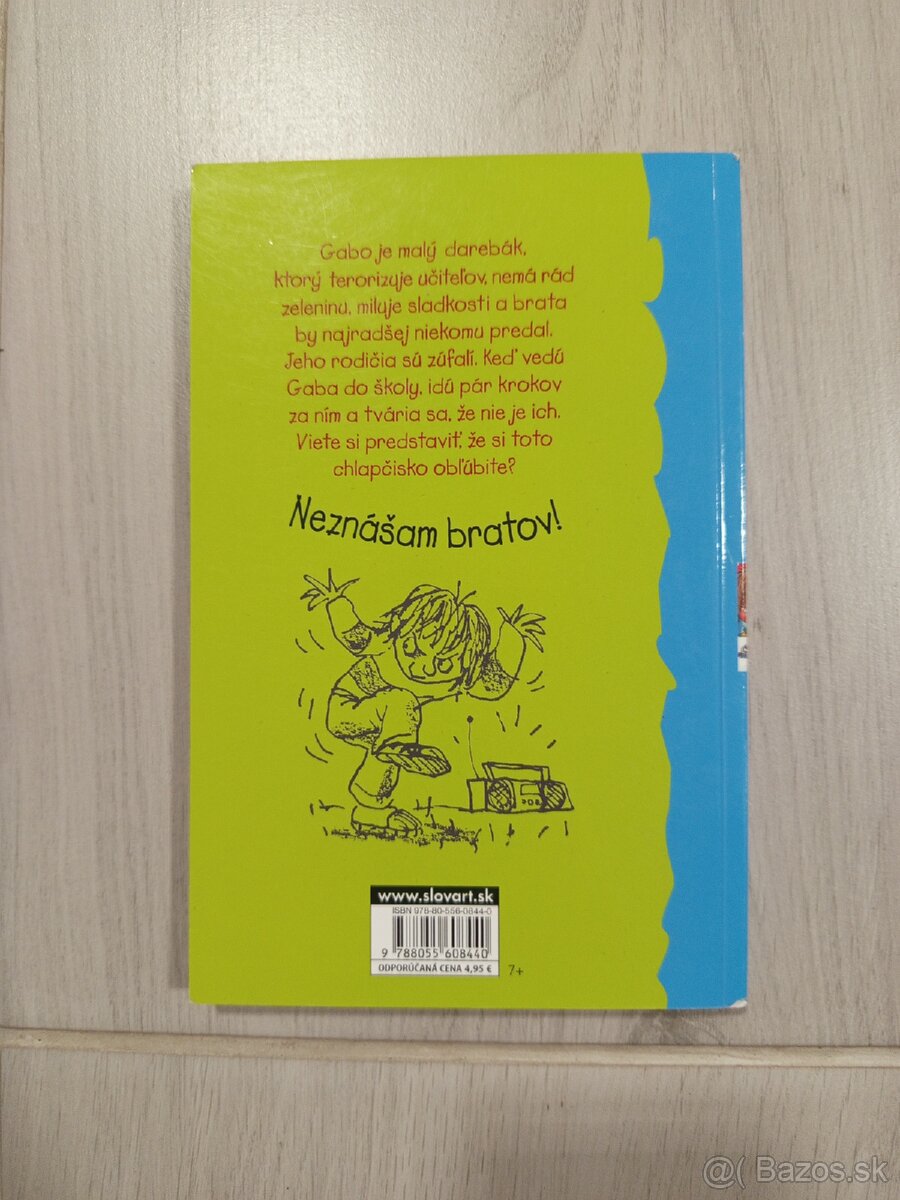 Gabo je malý darebák,
ktorý terorizuje učiteľov, nemá rád
zeleninu, miluje sladkosti a brata
by najradšej niekomu predal.
Jeho rodičia sú zúfalí. Keď vedú
Gaba do školy, idú pár krokov
za ním a tvária sa, že nie je ich.
Viete si predstaviť, že si toto
chlapčisko obľúbite?
Neznášam bratov!
www.slovart.sk
ISBN 978-80-556-0844-0
9 788055 608440
ODPORÚČANÁ CENA 4,95 €
7+
@( Bazos.sk